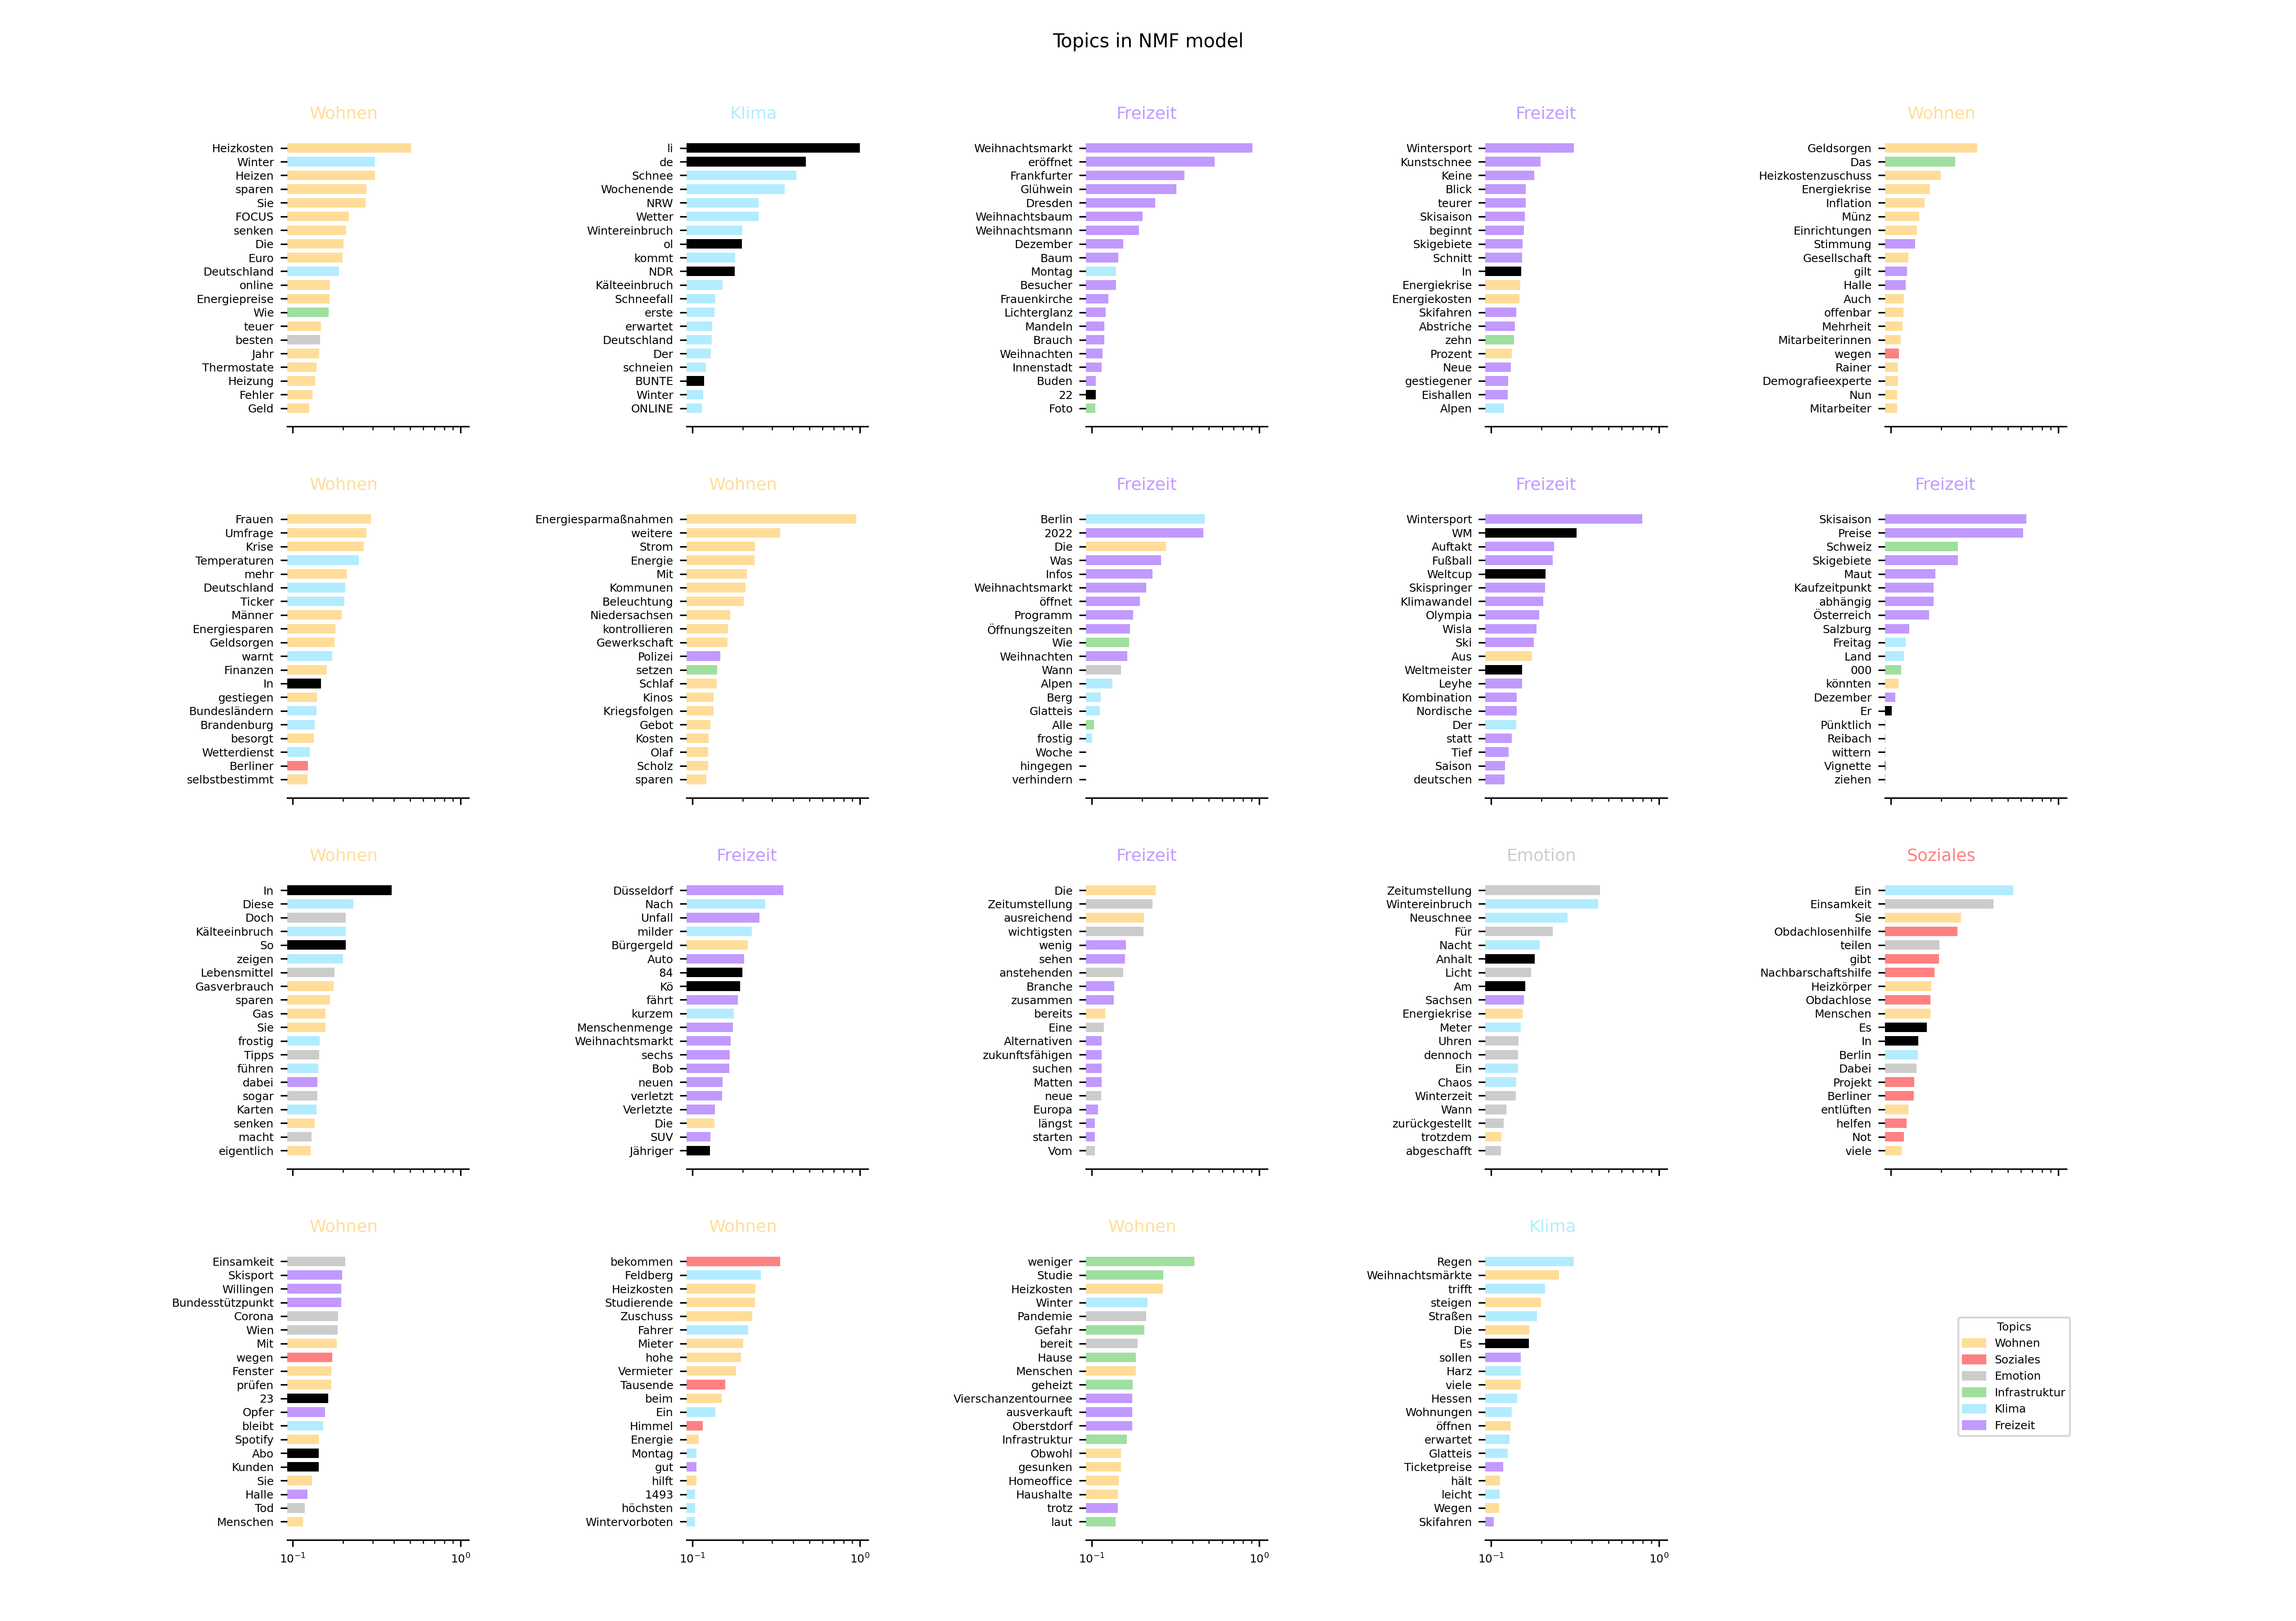 Topics in NMF model
Wohnen
Heizkosten
Winter
Heizen
sparen
Sie
FOCUS
senken
Die
Euro
Deutschland
online
Energiepreise
Wie
teuer
besten
Jahr
Thermostate
Heizung
Fehler
Geld
Klima
li
de
Schnee
Wochenende
NRW
Wetter
Wintereinbruch
ol
kommt
NDR
Kälteeinbruch
Schneefall
erste
erwartet
Deutschland
Der
schneien
BUNTE
Winter
ONLINE
Freizeit
Weihnachtsmarkt
eröffnet
Frankfurter
Glühwein
Dresden
Weihnachtsbaum
Weihnachtsmann
Dezember
Baum
Montag
Besucher
Frauenkirche
Lichterglanz
Mandeln
Brauch
Weihnachten
Innenstadt
Buden
22
Foto
Freizeit
Wintersport
Kunstschnee
Keine
Blick
teurer
Skisaison
beginnt
Skigebiete
Schnitt
In
Energiekrise
Energiekosten
Skifahren
Abstriche
zehn
Prozent
Neue
gestiegener
Eishallen
Alpen
Wohnen
Geldsorgen
Das
Heizkostenzuschuss
Energiekrise
Inflation
Münz
Einrichtungen
Stimmung
Gesellschaft
gilt
Halle
Auch
offenbar
Mehrheit
Mitarbeiterinnen
wegen
Rainer
Demografieexperte
Nun
Mitarbeiter
Wohnen
Frauen
Umfrage
Krise
Temperaturen
mehr
Deutschland
Ticker
Männer
Energiesparen
Geldsorgen
warnt
Finanzen
In
gestiegen
Bundesländern
Brandenburg
besorgt
Wetterdienst
Berliner
selbstbestimmt
Wohnen
Energiesparmaßnahmen
weitere
Strom
Energie
Mit
Kommunen
Beleuchtung
Niedersachsen
kontrollieren
Gewerkschaft
Polizei
setzen
Schlaf
Kinos
Kriegsfolgen
Gebot
Kosten
Olaf
Scholz
sparen
Freizeit
Berlin
2022
Die
Was
Infos
Weihnachtsmarkt
öffnet
Programm
Öffnungszeiten
Wie
Weihnachten
Wann
Alpen
Berg
Glatteis
Alle
frostig
Woche
hingegen
verhindern
Freizeit
Wintersport
WM
Auftakt
Fußball
Weltcup
Skispringer
Klimawandel
Olympia
Wisla
Ski
Aus
Weltmeister
Leyhe
Kombination
Nordische
Der
statt
Tief
Saison
deutschen
Freizeit
Skisaison
Preise
Schweiz
Skigebiete
Maut
Kaufzeitpunkt
abhängig
Österreich
Salzburg
Freitag
Land
000
könnten
Dezember
Er
Pünktlich
Reibach
wittern
Vignette
ziehen
Wohnen
In
Diese
Doch
Kälteeinbruch
So
zeigen
Lebensmittel
Gasverbrauch
sparen
Gas
Sie
frostig
Tipps
führen
dabei
sogar
Karten
senken
macht
eigentlich
Freizeit
Düsseldorf
Nach
Unfall
milder
Bürgergeld
Auto
84
Kö
fährt
kurzem
Menschenmenge
Weihnachtsmarkt
sechs
Bob
neuen
verletzt
Verletzte
Die
SUV
Jähriger
Freizeit
Die
Zeitumstellung
ausreichend
wichtigsten
wenig
sehen
anstehenden
Branche
zusammen
bereits
Eine
Alternativen
zukunftsfähigen
suchen
Matten
neue
Europa
längst
starten
Vom
Emotion
Zeitumstellung
Wintereinbruch
Neuschnee
Für
Nacht
Anhalt
Licht
Am
Sachsen
Energiekrise
Meter
Uhren
dennoch
Ein
Chaos
Winterzeit
Wann
zurückgestellt
trotzdem
abgeschafft
Soziales
Ein
Einsamkeit
Sie
Obdachlosenhilfe
teilen
gibt
Nachbarschaftshilfe
Heizkörper
Obdachlose
Menschen
Es
In
Berlin
Dabei
Projekt
Berliner
entlüften
helfen
Not
viele
Wohnen
Einsamkeit
Skisport
Willingen
Bundesstützpunkt
Corona
Wien
Mit
wegen
Fenster
prüfen
23
Opfer
bleibt
Spotify
Abo
Kunden
Sie
Halle
Tod
Menschen
10⁻¹ 10⁰
Wohnen
bekommen
Feldberg
Heizkosten
Studierende
Zuschuss
Fahrer
Mieter
hohe
Vermieter
Tausende
beim
Ein
Himmel
Energie
Montag
gut
hilft
1493
höchsten
Wintervorboten
10⁻¹ 10⁰
Wohnen
weniger
Studie
Heizkosten
Winter
Pandemie
Gefahr
bereit
Hause
Menschen
geheizt
Vierschanzentournee
ausverkauft
Oberstdorf
Infrastruktur
Obwohl
gesunken
Homeoffice
Haushalte
trotz
laut
10⁻¹ 10⁰
Klima
Regen
Weihnachtsmärkte
trifft
steigen
Straßen
Die
Es
sollen
Harz
viele
Hessen
Wohnungen
öffnen
erwartet
Glatteis
Ticketpreise
hält
leicht
Wegen
Skifahren
10⁻¹ 10⁰
Topics
Wohnen
Soziales
Emotion
Infrastruktur
Klima
Freizeit